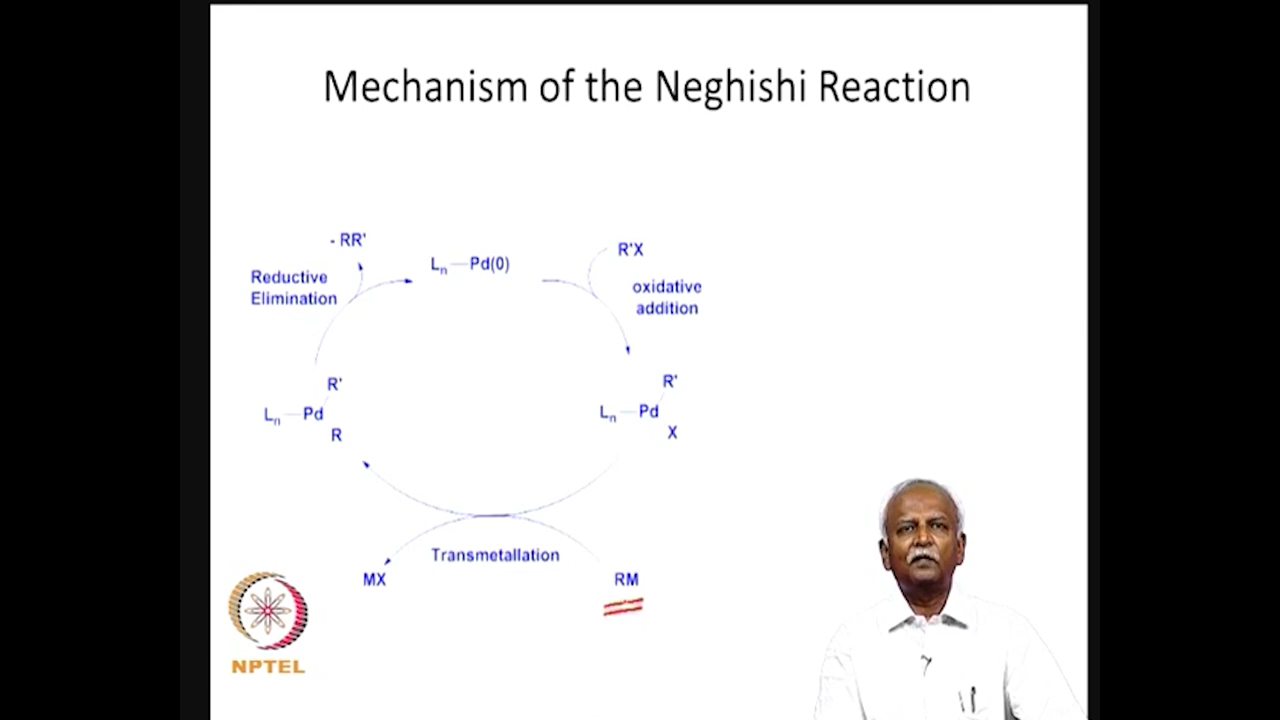 Mechanism of the Neghishi Reaction
- RR'
Lₙ — Pd(0)
R'X
Reductive
Elimination
oxidative
addition
R'
Lₙ — Pd
R
R'
Lₙ — Pd
X
Transmetallation
MX
RM
NPTEL